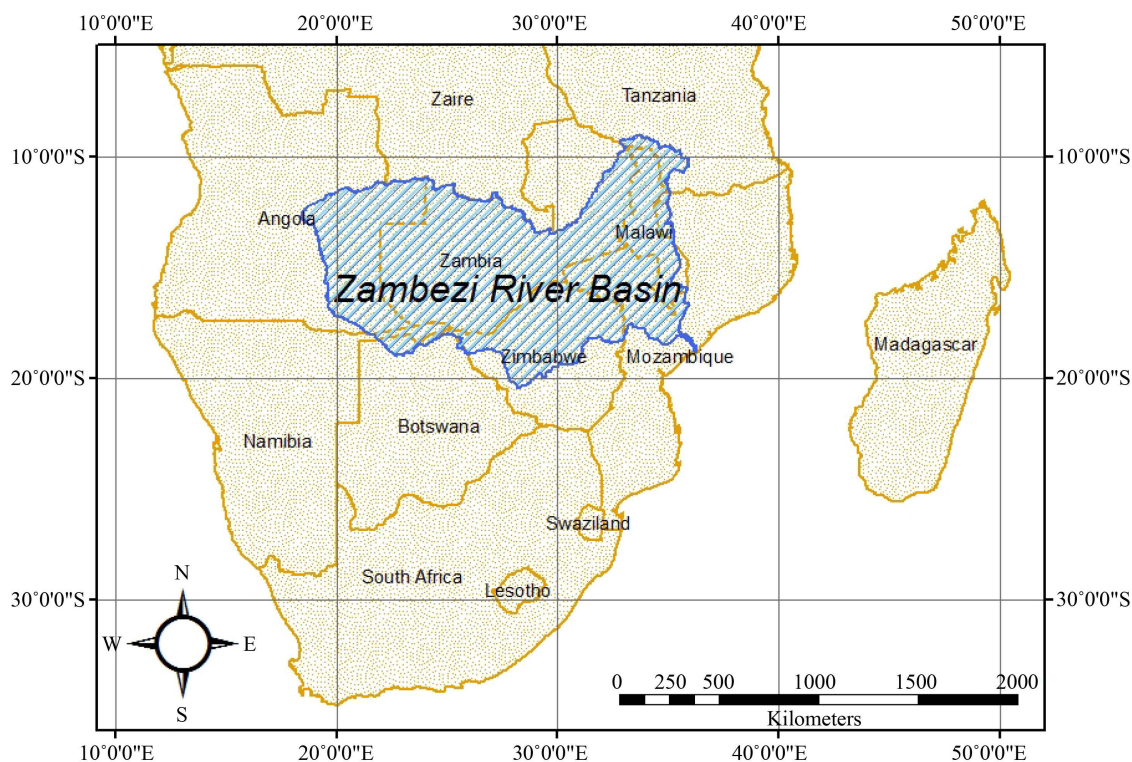 10°0'0"E 20°0'0"E 30°0'0"E 40°0'0"E 50°0'0"E
Zaire
Tanzania
10°0'0"S 10°0'0"S
Angola
Malawi
Zambia
Zambezi River Basin
Zimbabwe
Mozambique
Madagascar
20°0'0"S 20°0'0"S
Botswana
Namibia
Swaziland
South Africa
Lesotho
30°0'0"S 30°0'0"S
N
W E
S
0 250 500 1000 1500 2000
Kilometers
10°0'0"E 20°0'0"E 30°0'0"E 40°0'0"E 50°0'0"E